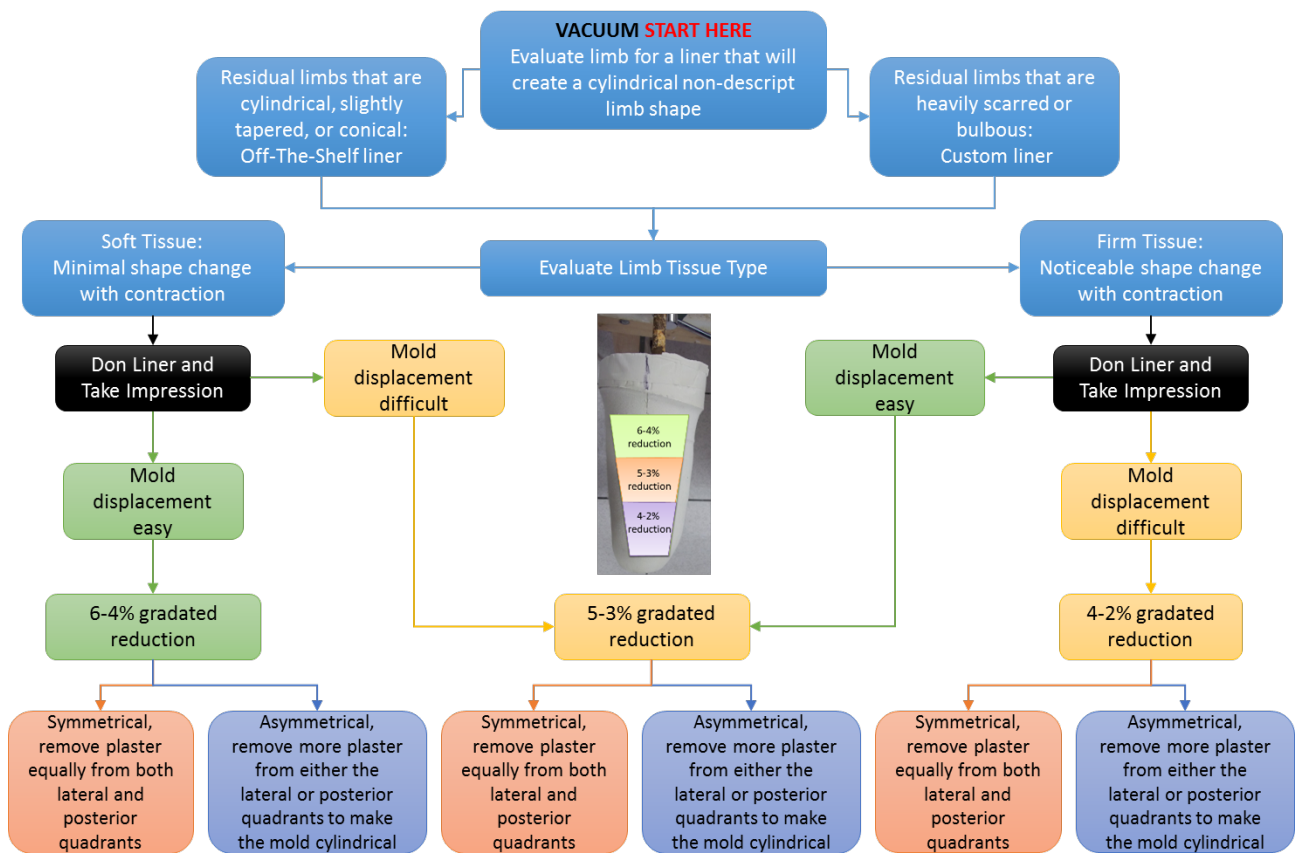 VACUUM START HERE
Evaluate limb for a liner that will
create a cylindrical non-descript
limb shape
Residual limbs that are
cylindrical, slightly
tapered, or conical:
Off-The-Shelf liner
Residual limbs that are
heavily scarred or
bulbous:
Custom liner
Soft Tissue:
Minimal shape change
with contraction
Evaluate Limb Tissue Type
Firm Tissue:
Noticeable shape change
with contraction
Don Liner and
Take Impression
Mold
displacement
difficult
Mold
displacement
easy
Don Liner and
Take Impression
6-4%
reduction
5-3%
reduction
4-2%
reduction
Mold
displacement
easy
Mold
displacement
difficult
6-4% gradated
reduction
5-3% gradated
reduction
4-2% gradated
reduction
Symmetrical,
remove plaster
equally from both
lateral and
posterior
quadrants
Asymmetrical,
remove more plaster
from either the
lateral or posterior
quadrants to make
the mold cylindrical
Symmetrical,
remove plaster
equally from both
lateral and
posterior
quadrants
Asymmetrical,
remove more plaster
from either the
lateral or posterior
quadrants to make
the mold cylindrical
Symmetrical,
remove plaster
equally from both
lateral and
posterior
quadrants
Asymmetrical,
remove more plaster
from either the
lateral or posterior
quadrants to make
the mold cylindrical